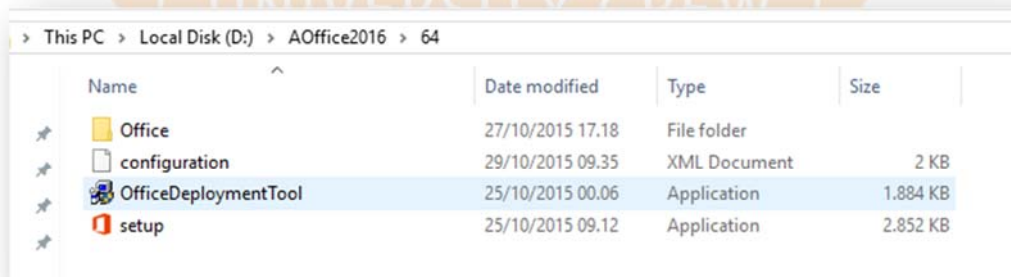 This PC > Local Disk (D:) > AOffice2016 > 64
Name Date modified Type Size
Office 27/10/2015 17.18 File folder
configuration 29/10/2015 09.35 XML Document 2 KB
OfficeDeploymentTool 25/10/2015 00.06 Application 1.884 KB
setup 25/10/2015 09.12 Application 2.852 KB